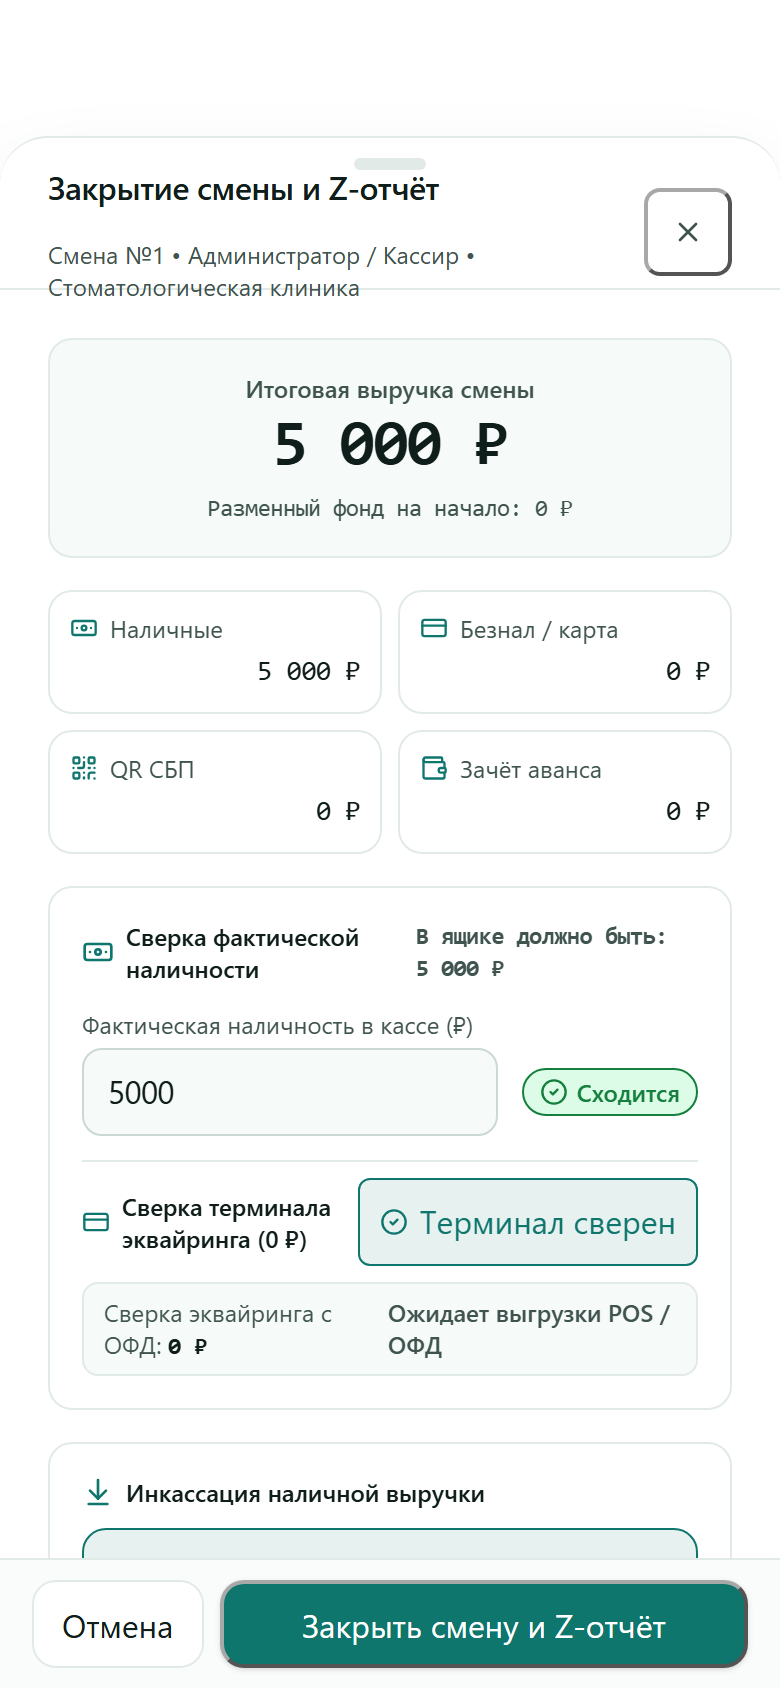 Закрытие смены и Z-отчёт
Смена №1 • Администратор / Кассир •
Стоматологическая клиника
Итоговая выручка смены
5 000 ₽
Разменный фонд на начало: 0 ₽
Наличные
5 000 ₽
Безнал / карта
0 ₽
QR СБП
0 ₽
Зачёт аванса
0 ₽
Сверка фактической
наличности
В ящике должно быть:
5 000 ₽
Фактическая наличность в кассе (₽)
5000
Сходится
Сверка терминала
эквайринга (0 ₽)
Терминал сверен
Сверка эквайринга с
ОФД: 0 ₽
Ожидает выгрузки POS /
ОФД
Инкассация наличной выручки
Отмена
Закрыть смену и Z-отчёт